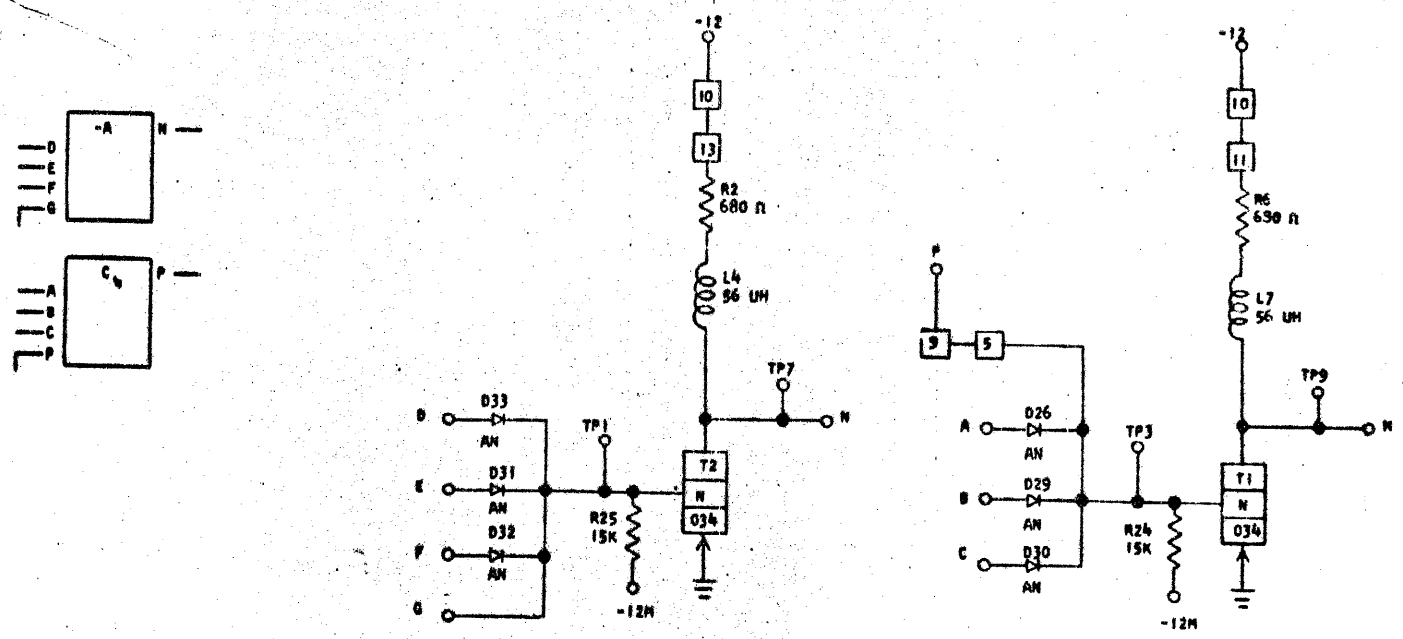 -A
N
D
E
F
G
C
P
A
B
C
P
-12
10
13
R2
680 Ω
L4
56 UH
TP7
N
D
D33
AN
TP1
E
D31
AN
F
D32
AN
G
R25
15K
-12M
T2
N
034
-12
10
11
R6
680 Ω
L7
56 UH
TP9
P
9
5
A
D26
AN
TP3
B
D29
AN
C
D30
AN
R24
15K
-12M
T1
N
034